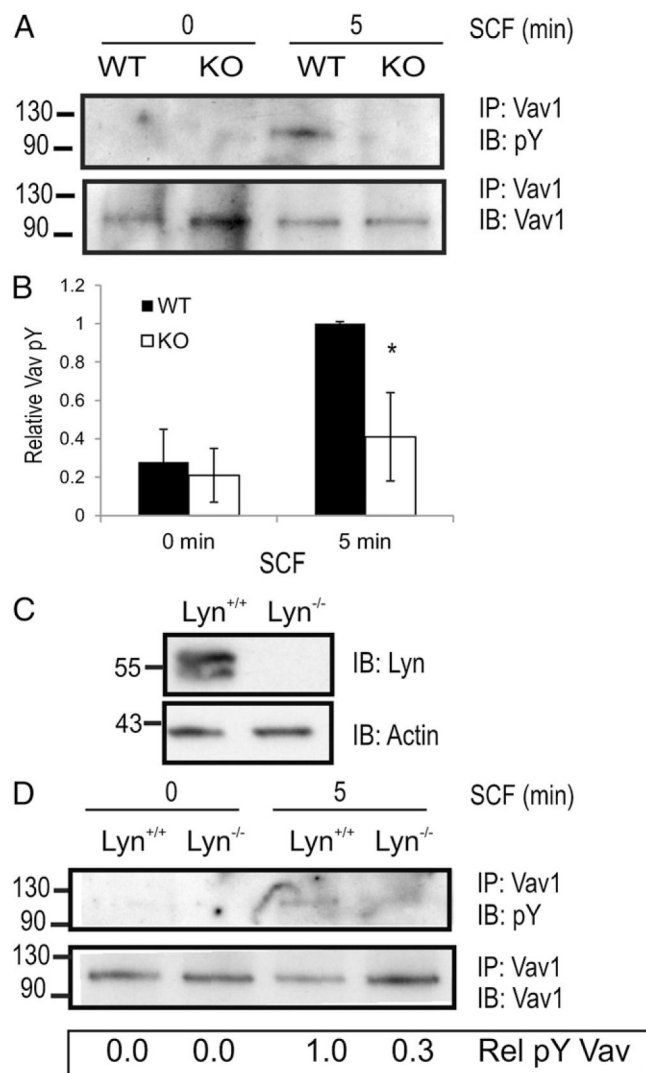 A
0 5 SCF (min)
WT KO WT KO
130
90
IP: Vav1
IB: pY
130
90
IP: Vav1
IB: Vav1
B
Relative Vav pY
1.2
1
0.8
0.6
0.4
0.2
0
WT
KO
*
0 min 5 min
SCF
C
Lyn+/+ Lyn-/-
55
IB: Lyn
43
IB: Actin
D
0 5 SCF (min)
Lyn+/+ Lyn-/- Lyn+/+ Lyn-/-
130
90
IP: Vav1
IB: pY
130
90
IP: Vav1
IB: Vav1
0.0 0.0 1.0 0.3 Rel pY Vav